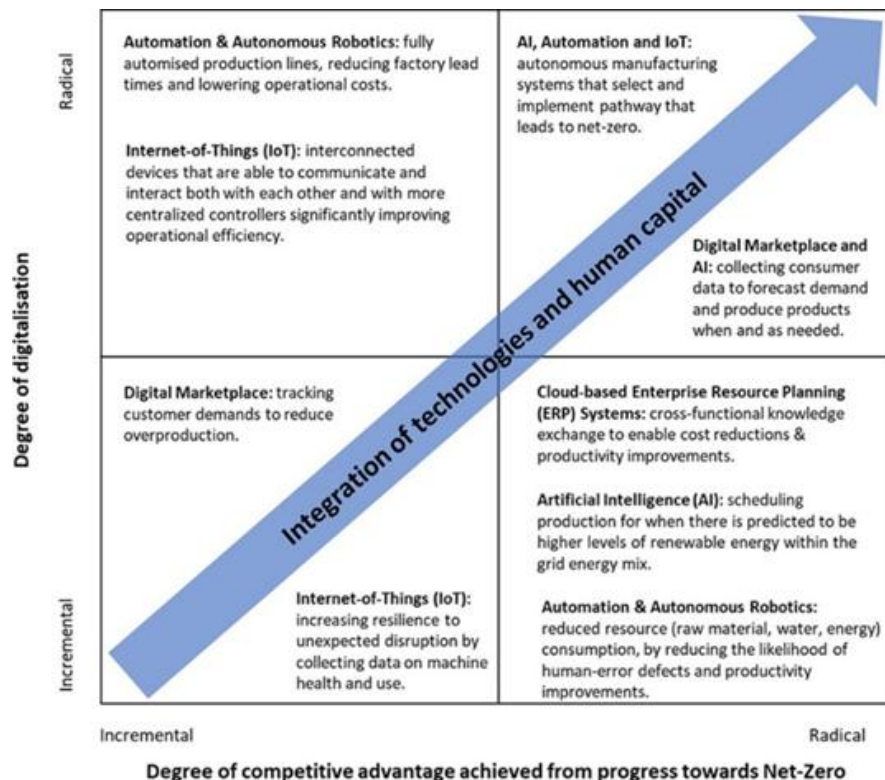 Radical
Degree of digitalisation
Incremental
Automation & Autonomous Robotics: fully
automised production lines, reducing factory lead
times and lowering operational costs.
Internet-of-Things (IoT): interconnected
devices that are able to communicate and
interact both with each other and with more
centralized controllers significantly improving
operational efficiency.
AI, Automation and IoT:
autonomous manufacturing
systems that select and
implement pathway that
leads to net-zero.
Digital Marketplace and
AI: collecting consumer
data to forecast demand
and produce products
when and as needed.
Integration of technologies and human capital
Digital Marketplace: tracking
customer demands to reduce
overproduction.
Internet-of-Things (IoT):
increasing resilience to
unexpected disruption by
collecting data on machine
health and use.
Cloud-based Enterprise Resource Planning
(ERP) Systems: cross-functional knowledge
exchange to enable cost reductions &
productivity improvements.
Artificial Intelligence (AI): scheduling
production for when there is predicted to be
higher levels of renewable energy within the
grid energy mix.
Automation & Autonomous Robotics:
reduced resource (raw material, water, energy)
consumption, by reducing the likelihood of
human-error defects and productivity
improvements.
Incremental
Radical
Degree of competitive advantage achieved from progress towards Net-Zero